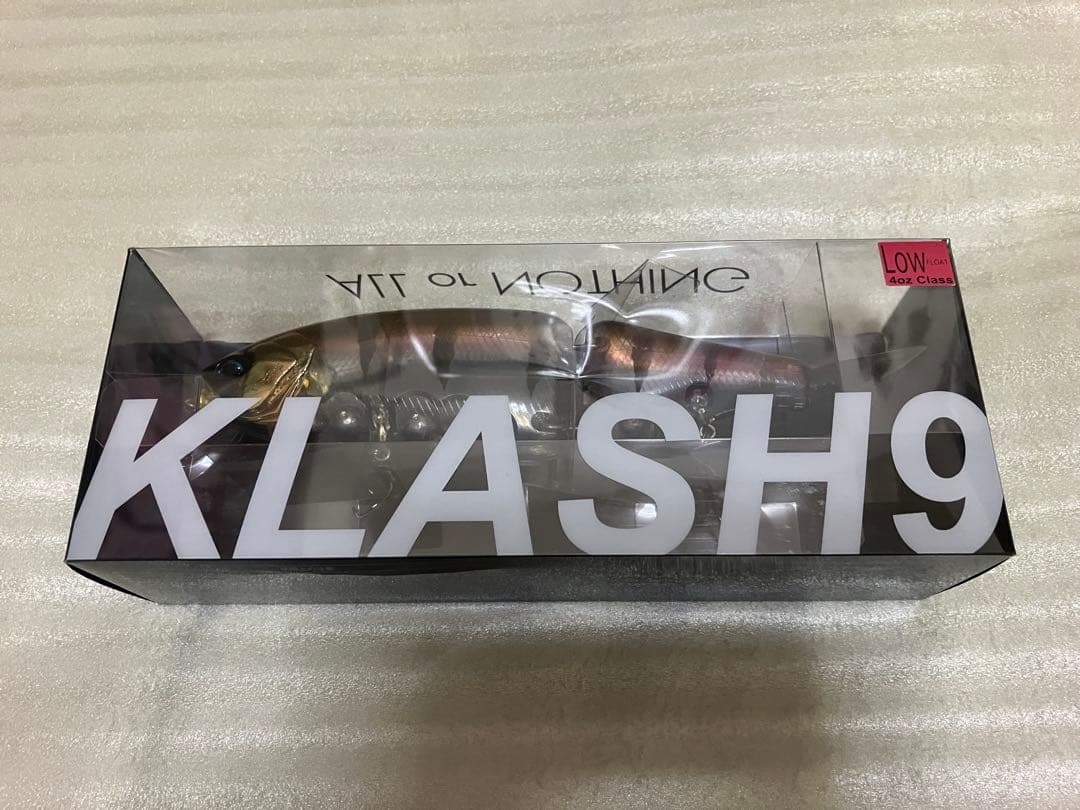 ALL or NOTHING
LOW FLOAT
4oz Class
KLASH9